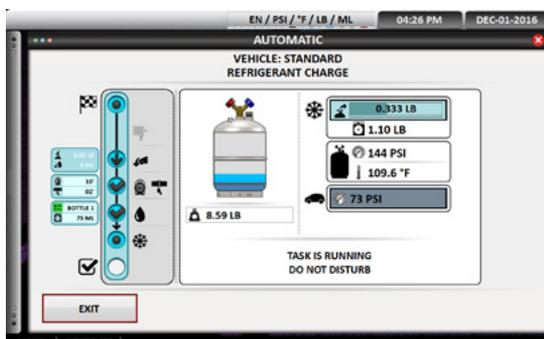 EN / PSI / °F / LB / ML
04:26 PM
DEC-01-2016
AUTOMATIC
VEHICLE: STANDARD
REFRIGERANT CHARGE
0.333 LB
1.10 LB
144 PSI
109.6 °F
73 PSI
10'
02'
BOTTLE 1
75 ML
8.59 LB
TASK IS RUNNING
DO NOT DISTURB
EXIT